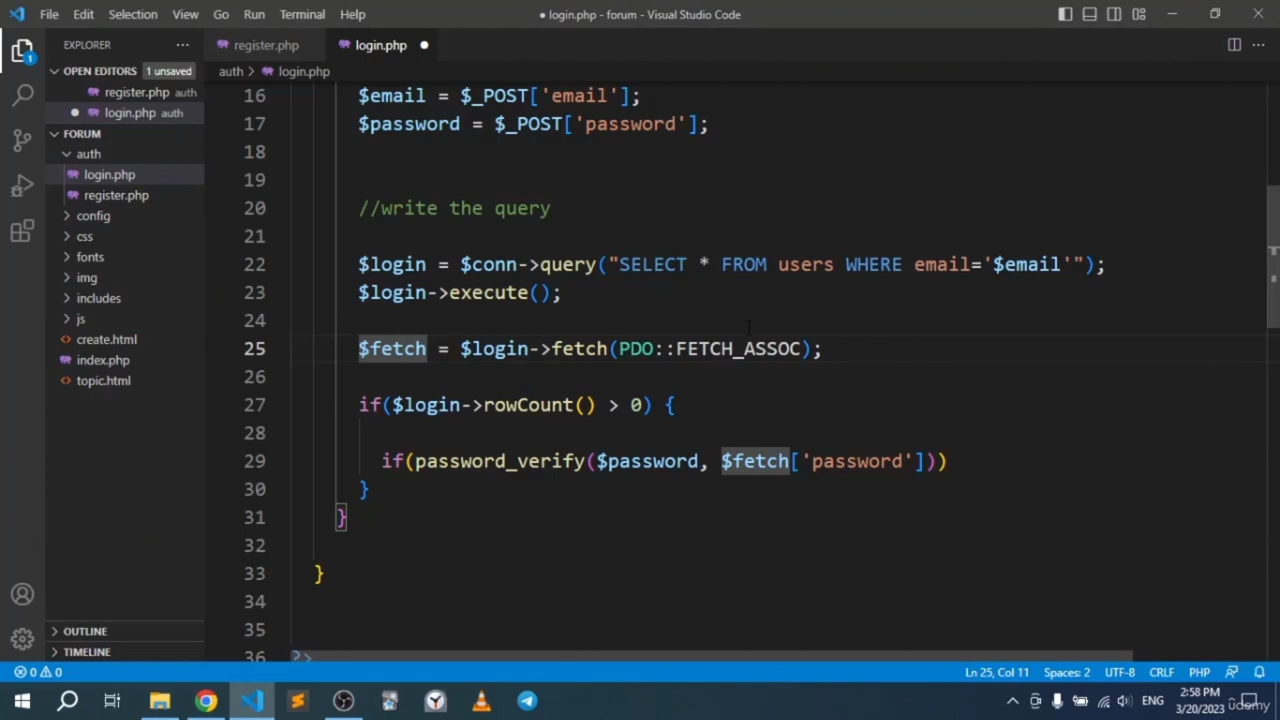 File Edit Selection View Go Run Terminal Help
● login.php - forum - Visual Studio Code
EXPLORER
OPEN EDITORS 1 unsaved
register.php auth
login.php auth
FORUM
auth
login.php
register.php
config
css
fonts
img
includes
js
create.html
index.php
topic.html
OUTLINE
TIMELINE
register.php
login.php
auth > login.php
16 $email = $_POST['email'];
17 $password = $_POST['password'];
18
19
20 //write the query
21
22 $login = $conn->query("SELECT * FROM users WHERE email='$email'");
23 $login->execute();
24
25 $fetch = $login->fetch(PDO::FETCH_ASSOC);
26
27 if($login->rowCount() > 0) {
28
29 if(password_verify($password, $fetch['password']))
30 }
31 }
32
33 }
34
35
36 ?>
0 0
Ln 25, Col 11 Spaces: 2 UTF-8 CRLF PHP
ENG
2:58 PM
3/20/2023
udemy